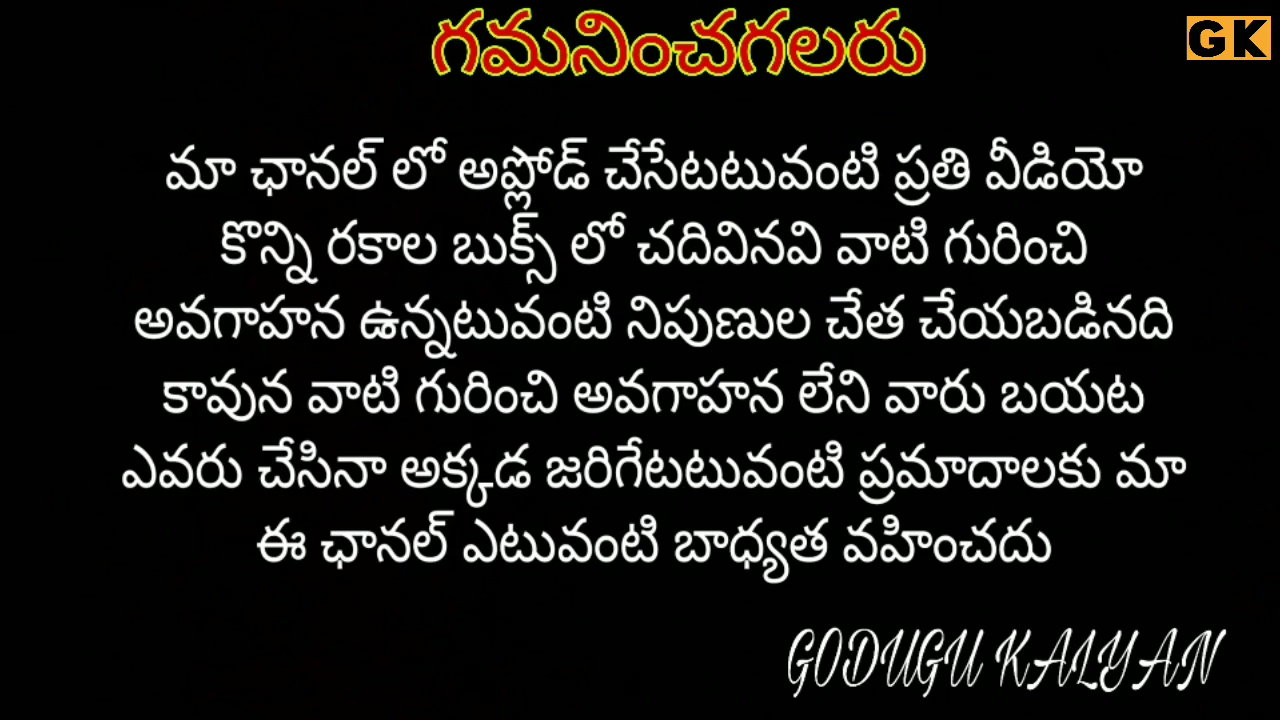 గమనించగలరు
GK
మా ఛానల్ లో అప్లోడ్ చేసేటటువంటి ప్రతి వీడియో
కొన్ని రకాల బుక్స్ లో చదివినవి వాటి గురించి
అవగాహన ఉన్నటువంటి నిపుణుల చేత చేయబడినది
కావున వాటి గురించి అవగాహన లేని వారు బయట
ఎవరు చేసినా అక్కడ జరిగేటటువంటి ప్రమాదాలకు మా
ఈ ఛానల్ ఎటువంటి బాధ్యత వహించదు
GODUGU KALYAN